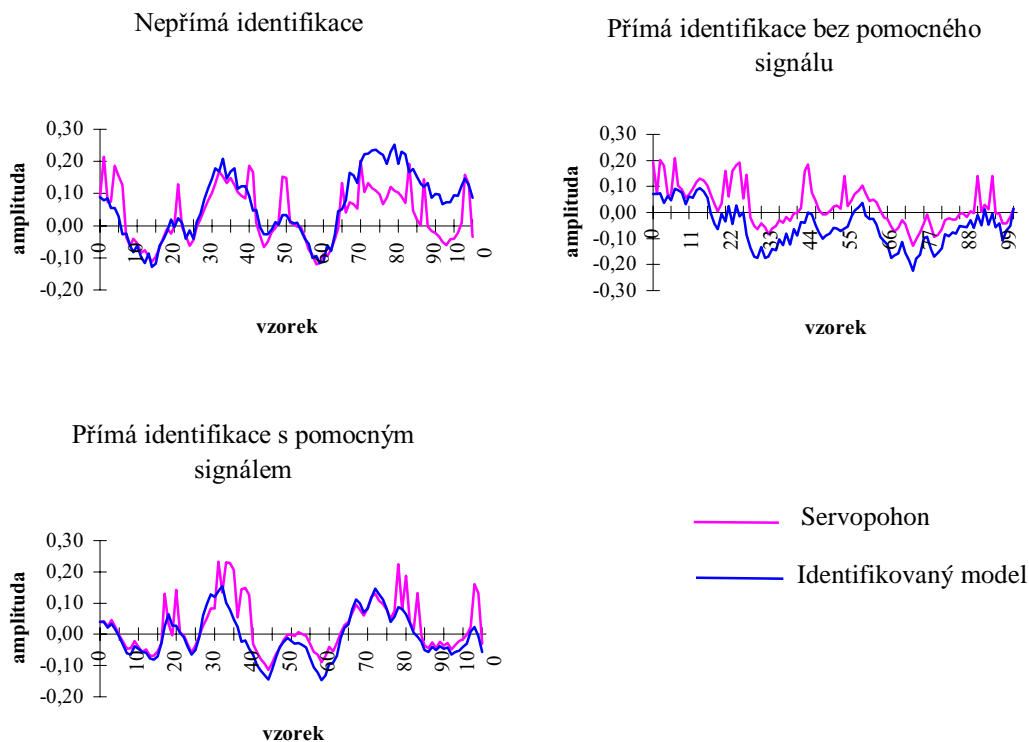 Nepřímá identifikace
0,30
0,20
0,10
0,00
-0,10
-0,20
amplituda
0 10 20 30 40 50 60 70 80 90 10 0
vzorek
Přímá identifikace bez pomocného
signálu
0,30
0,20
0,10
0,00
-0,10
-0,20
-0,30
amplituda
0 11 22 33 44 55 66 77 88 99
vzorek
Přímá identifikace s pomocným
signálem
0,30
0,20
0,10
0,00
-0,10
-0,20
amplituda
0 10 20 30 40 50 60 70 80 90 10 0
vzorek
Servopohon
Identifikovaný model